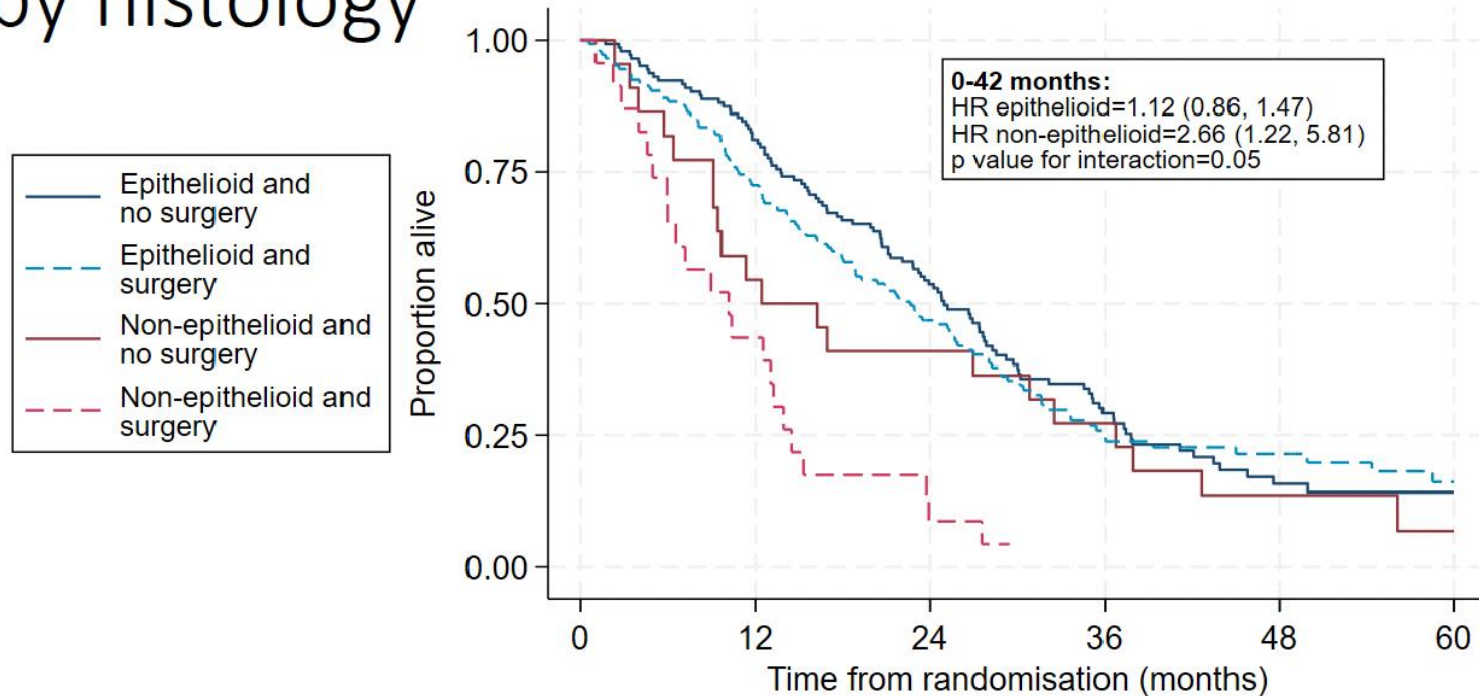 by histology
Epithelioid and
no surgery
Epithelioid and
surgery
Non-epithelioid and
no surgery
Non-epithelioid and
surgery
Proportion alive
1.00
0.75
0.50
0.25
0.00
0-42 months:
HR epithelioid=1.12 (0.86, 1.47)
HR non-epithelioid=2.66 (1.22, 5.81)
p value for interaction=0.05
0 12 24 36 48 60
Time from randomisation (months)